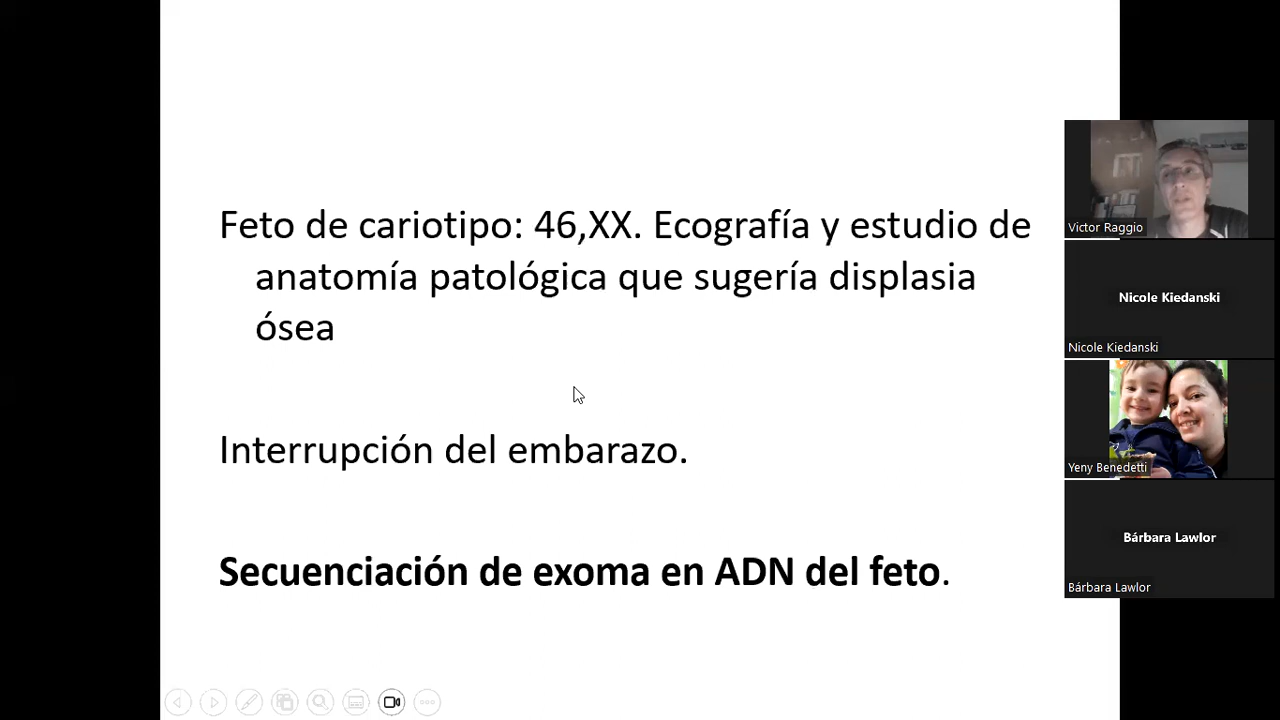 Feto de cariotipo: 46,XX. Ecografía y estudio de
anatomía patológica que sugería displasia
ósea
Interrupción del embarazo.
Secuenciación de exoma en ADN del feto.
Victor Raggio
Nicole Kiedanski
Nicole Kiedanski
Yeny Benedetti
Bárbara Lawlor
Bárbara Lawlor